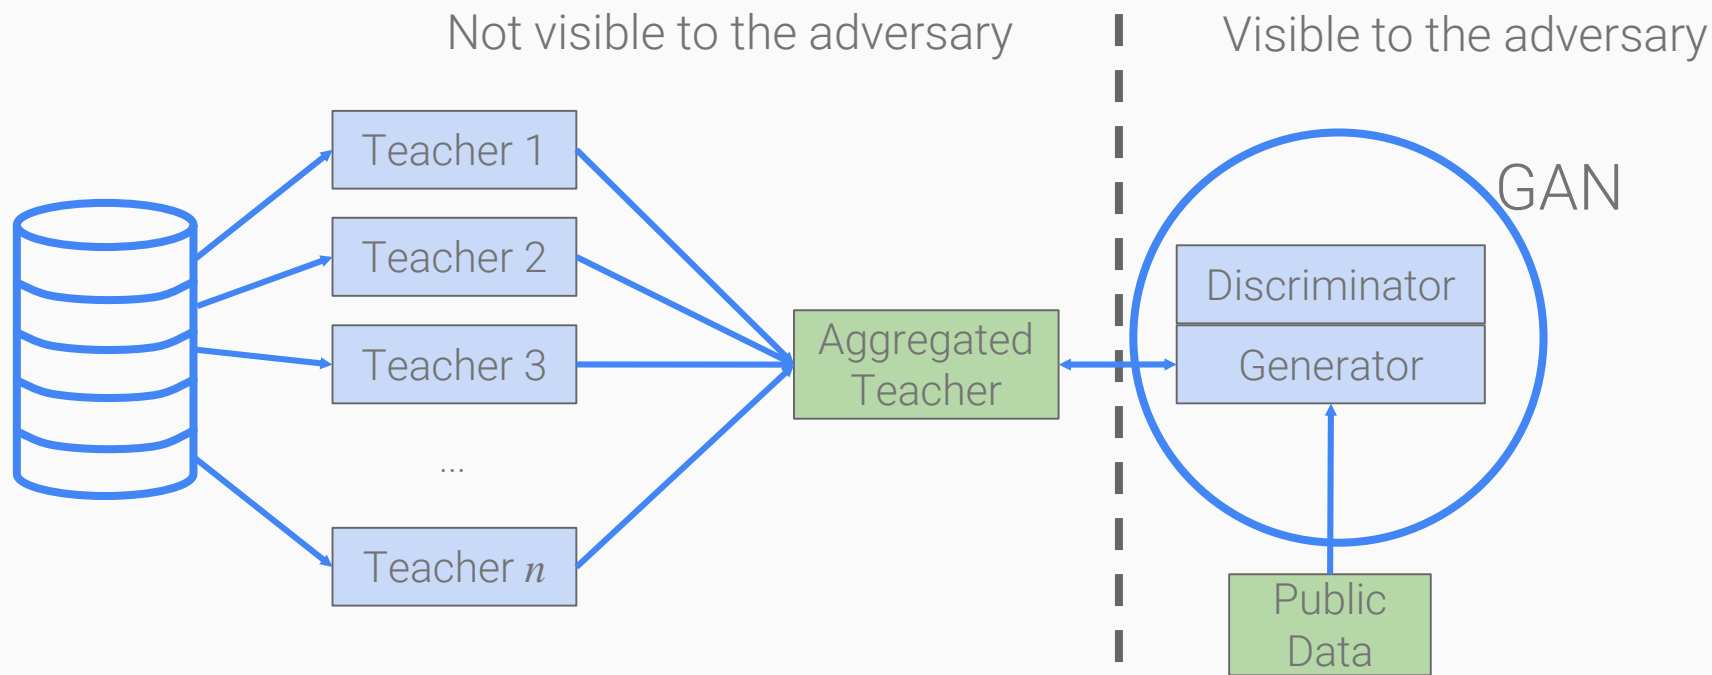 Not visible to the adversary
Visible to the adversary
Teacher 1
Teacher 2
Teacher 3
...
Teacher n
Aggregated
Teacher
GAN
Discriminator
Generator
Public
Data